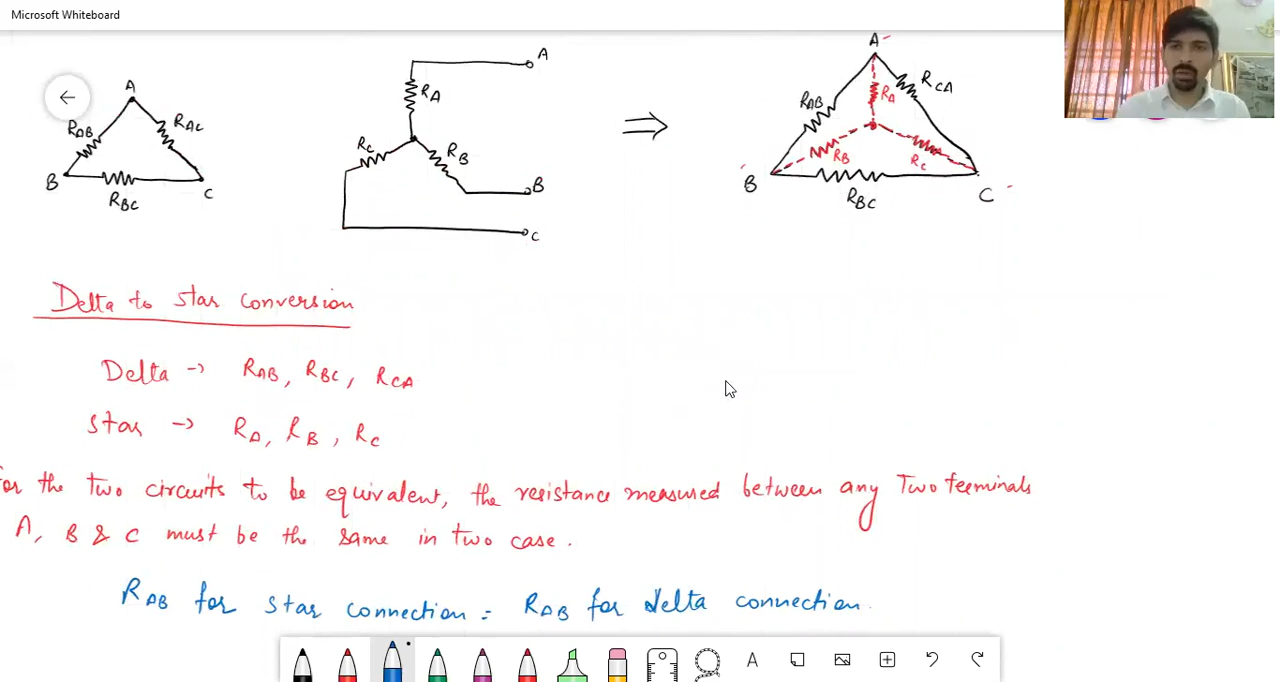 Microsoft Whiteboard
A
RAB
RAC
B
RBC
C
A
RA
RC
RB
B
C
⇒
A
RAB
RCA
RA
RB
RC
B
RBC
C
Delta to star conversion
Delta → RAB, RBC, RCA
Star → RA, RB, RC
For the two circuits to be equivalent, the resistance measured between any Two terminals
A, B & C must be the same in two case.
RAB for star connection = RAB for delta connection.
A